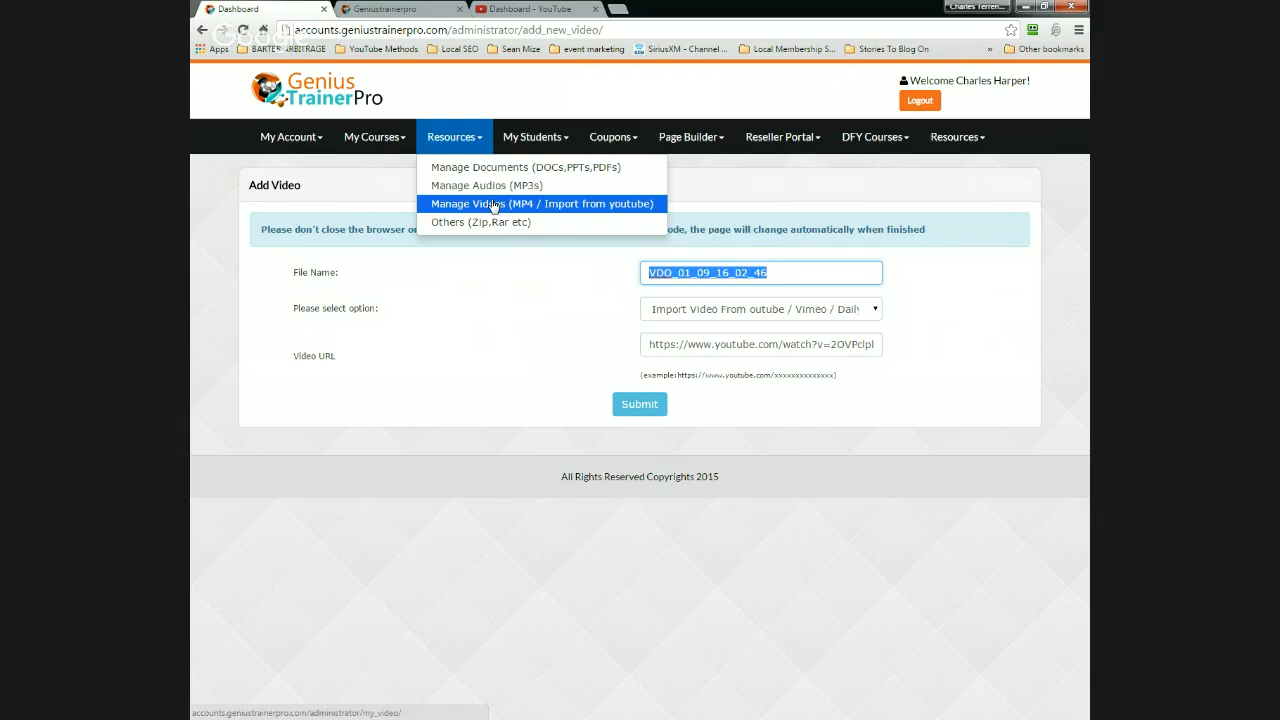 Dashboard
Geniustrainerpro
Dashboard - YouTube
Charles Terren...
Google
accounts.geniustrainerpro.com/administrator/add_new_video/
Apps
BARTER ARBITRAGE
YouTube Methods
Local SEO
Sean Mize
event marketing
SiriusXM - Channel ...
Local Membership S...
Stories To Blog On
»
Other bookmarks
Genius
TrainerPro
Welcome Charles Harper!
Logout
My Account
My Courses
Resources
My Students
Coupons
Page Builder
Reseller Portal
DFY Courses
Resources
Manage Documents (DOCs,PPTs,PDFs)
Manage Audios (MP3s)
Manage Videos (MP4 / Import from youtube)
Others (Zip,Rar etc)
Add Video
Please don't close the browser or ode, the page will change automatically when finished
File Name:
VDO_01_09_16_02_46
Please select option:
Import Video From outube / Vimeo / Daily
Video URL
https://www.youtube.com/watch?v=2OVPclpl
(example:https://www.youtube.com/xxxxxxxxxxxxxx)
Submit
All Rights Reserved Copyrights 2015
accounts.geniustrainerpro.com/administrator/my_video/